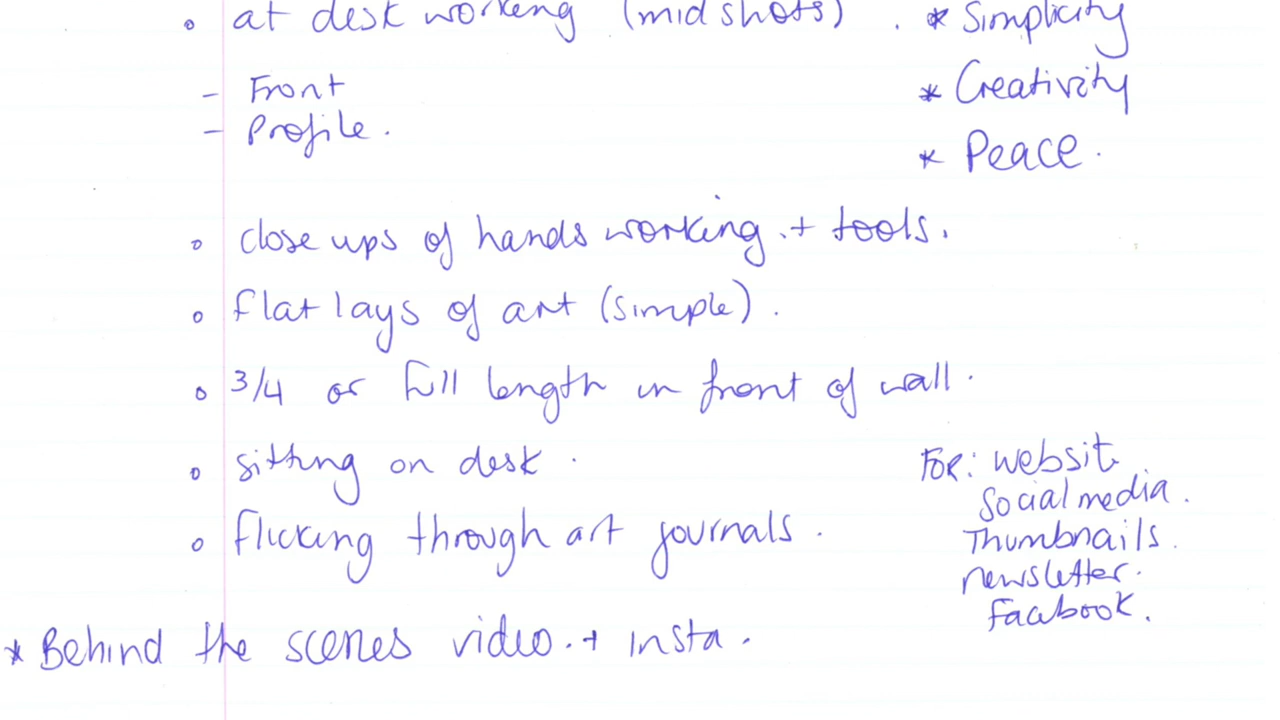 at desk working (mid shots) .
- Front
- Profile.
* Simplicity
* Creativity
* Peace.
close ups of hands working . + tools.
flat lays of art (simple).
3/4 or full length in front of wall.
sitting on desk.
flicking through art journals.
FOR: websit
Social media.
Thumbnails.
newsletter.
Facebook.
* Behind the scenes video. + insta.